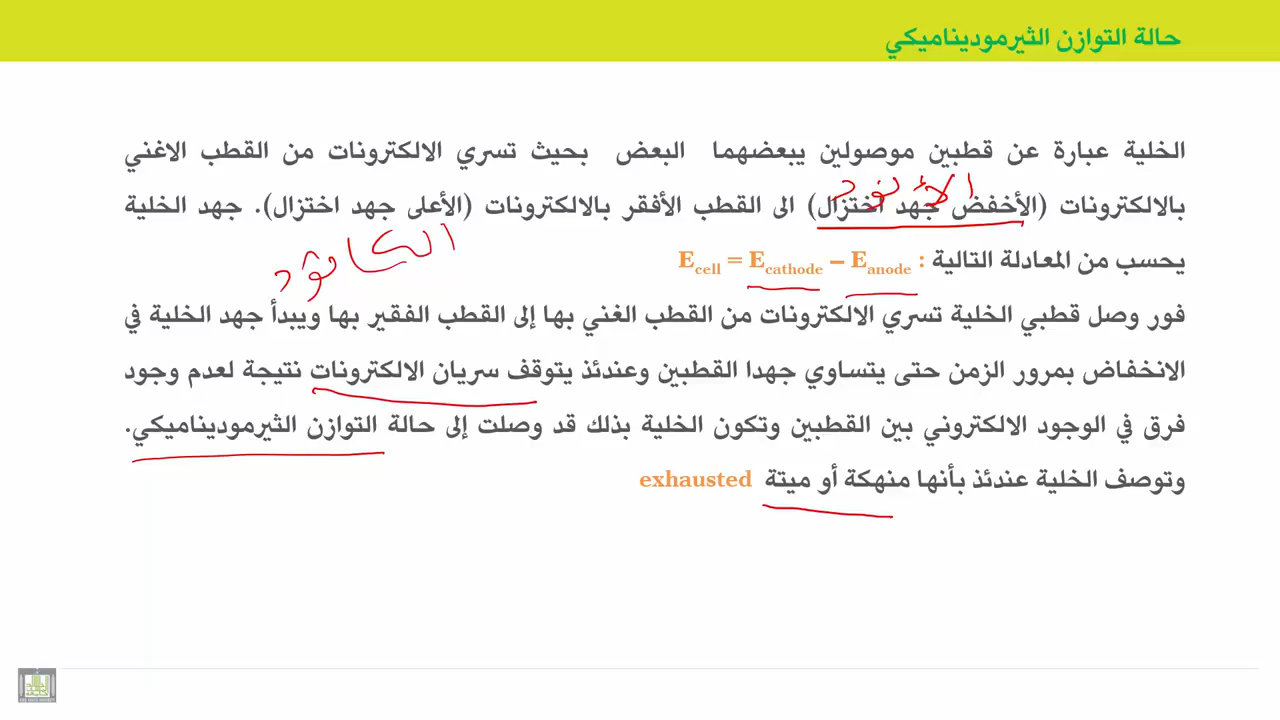 حالة التوازن الثيرموديناميكي
الخلية عبارة عن قطبين موصولين يبعضهما البعض بحيث تسري الالكترونات من القطب الاغني
الأنود
بالالكترونات (الأخفض جهد اختزال) الى القطب الأفقر بالالكترونات (الأعلى جهد اختزال). جهد الخلية
الكاثود
يحسب من المعادلة التالية : Ecell = Ecathode – Eanode
فور وصل قطبي الخلية تسري الالكترونات من القطب الغني بها إلى القطب الفقير بها ويبدأ جهد الخلية في
الانخفاض بمرور الزمن حتى يتساوي جهدا القطبين وعندئذ يتوقف سريان الالكترونات نتيجة لعدم وجود
فرق في الوجود الالكتروني بين القطبين وتكون الخلية بذلك قد وصلت إلى حالة التوازن الثيرموديناميكي.
وتوصف الخلية عندئذ بأنها منهكة أو ميتة exhausted